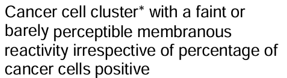 Cancer cell cluster* with a faint or
barely perceptible membranous
reactivity irrespective of percentage of
cancer cells positive